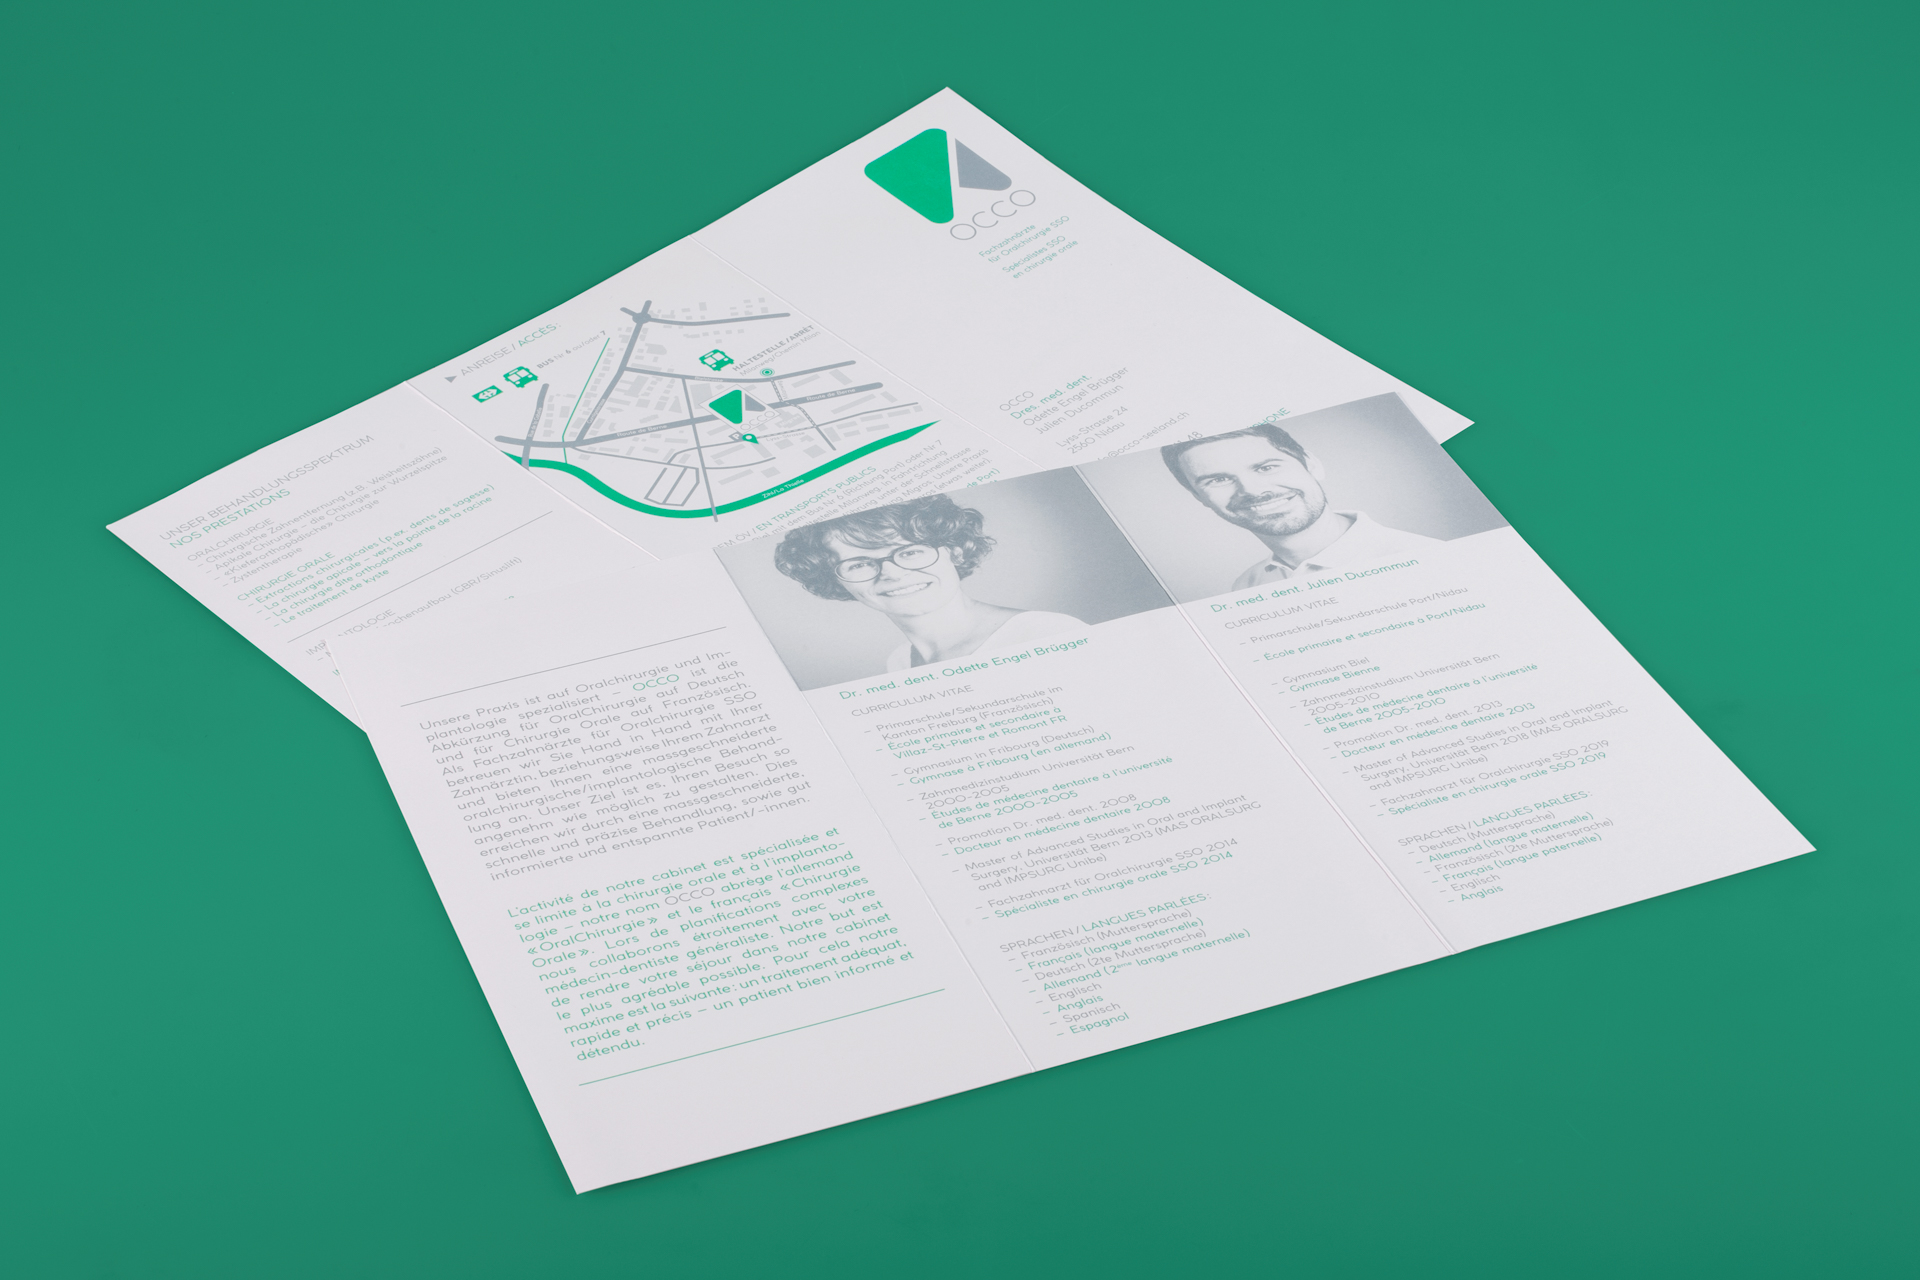 OCCO
Fachzahnärzte
für Oralchirurgie SSO
Spécialistes SSO
en chirurgie orale
OCCO
Dres. med. dent.
Odette Engel Brügger
Julien Ducommun
Lyss-Strasse 24
2560 Nidau
ANREISE / ACCÈS:
BUS Nr. 6 ou/oder 7
HALTESTELLE / ARRÊT
Milanweg/Chemin Milan
Route de Berne
Route de Berne
Zihl/La Thielle
EN TRANSPORTS PUBLICS
UNSER BEHANDLUNGSSPEKTRUM
NOS PRESTATIONS
ORALCHIRURGIE
– Chirurgische Zahnentfernung (z.B. Weisheitszähne)
– Apikale Chirurgie – die Chirurgie zur Wurzelspitze
– «Kieferorthopädische» Chirurgie
– Zystentherapie
CHIRURGIE ORALE
– Extractions chirurgicales (p.ex. dents de sagesse)
– La chirurgie apicale – vers la pointe de la racine
– La chirurgie dite orthodontique
– Le traitement de kyste
(GBR/Sinuslift)
Unsere Praxis ist auf Oralchirurgie und Im-
plantologie spezialisiert – OCCO ist die
Abkürzung für OralChirurgie auf Deutsch
und für Chirurgie Orale auf Französisch.
Als Fachzahnärzte für Oralchirurgie SSO
betreuen wir Sie Hand in Hand mit Ihrer
Zahnärztin, beziehungsweise Ihrem Zahnarzt
und bieten Ihnen eine massgeschneiderte
oralchirurgische/implantologische Behand-
lung an. Unser Ziel ist es, Ihren Besuch so
angenehm wie möglich zu gestalten. Dies
erreichen wir durch eine massgeschneiderte,
schnelle und präzise Behandlung, sowie gut
informierte und entspannte Patient/-innen.
L'activité de notre cabinet est spécialisée et
se limite à la chirurgie orale et à l'implanto-
logie – notre nom OCCO abrège l'allemand
«OralChirurgie» et le français «Chirurgie
Orale». Lors de planifications complexes
nous collaborons étroitement avec votre
médecin-dentiste généraliste. Notre but est
de rendre votre séjour dans notre cabinet
le plus agréable possible. Pour cela notre
maxime est la suivante: un traitement adéquat,
rapide et précis – un patient bien informé et
détendu.
Dr. med. dent. Odette Engel Brügger
CURRICULUM VITAE
– Primarschule/Sekundarschule im
Kanton Freiburg (Französisch)
– École primaire et secondaire à
Villaz-St-Pierre et Romont FR
– Gymnasium in Fribourg (Deutsch)
– Gymnase à Fribourg (en allemand)
– Zahnmedizinstudium Universität Bern
2000-2005
– Études de médecine dentaire à l'université
de Berne 2000-2005
– Promotion Dr. med. dent. 2008
– Docteur en médecine dentaire 2008
– Master of Advanced Studies in Oral and Implant
Surgery, Universität Bern 2013 (MAS ORALSURG
and IMPSURG Unibe)
– Fachzahnarzt für Oralchirurgie SSO 2014
– Spécialiste en chirurgie orale SSO 2014
SPRACHEN / LANGUES PARLÉES:
– Französisch (Muttersprache)
– Français (langue maternelle)
– Deutsch (2te Muttersprache)
– Allemand (2ème langue maternelle)
– Englisch
– Anglais
– Spanisch
– Espagnol
Dr. med. dent. Julien Ducommun
CURRICULUM VITAE
– Primarschule/Sekundarschule Port/Nidau
– École primaire et secondaire à Port/Nidau
– Gymnasium Biel
– Gymnase Bienne
– Zahnmedizinstudium Universität Bern
2005-2010
– Études de médecine dentaire à l'université
de Berne 2005-2010
– Promotion Dr. med. dent. 2013
– Docteur en médecine dentaire 2013
– Master of Advanced Studies in Oral and Implant
Surgery, Universität Bern 2018 (MAS ORALSURG
and IMPSURG Unibe)
– Fachzahnarzt für Oralchirurgie SSO 2019
– Spécialiste en chirurgie orale SSO 2019
SPRACHEN / LANGUES PARLÉES:
– Deutsch (Muttersprache)
– Allemand (langue maternelle)
– Französisch (2te Muttersprache)
– Français (langue paternelle)
– Englisch
– Anglais